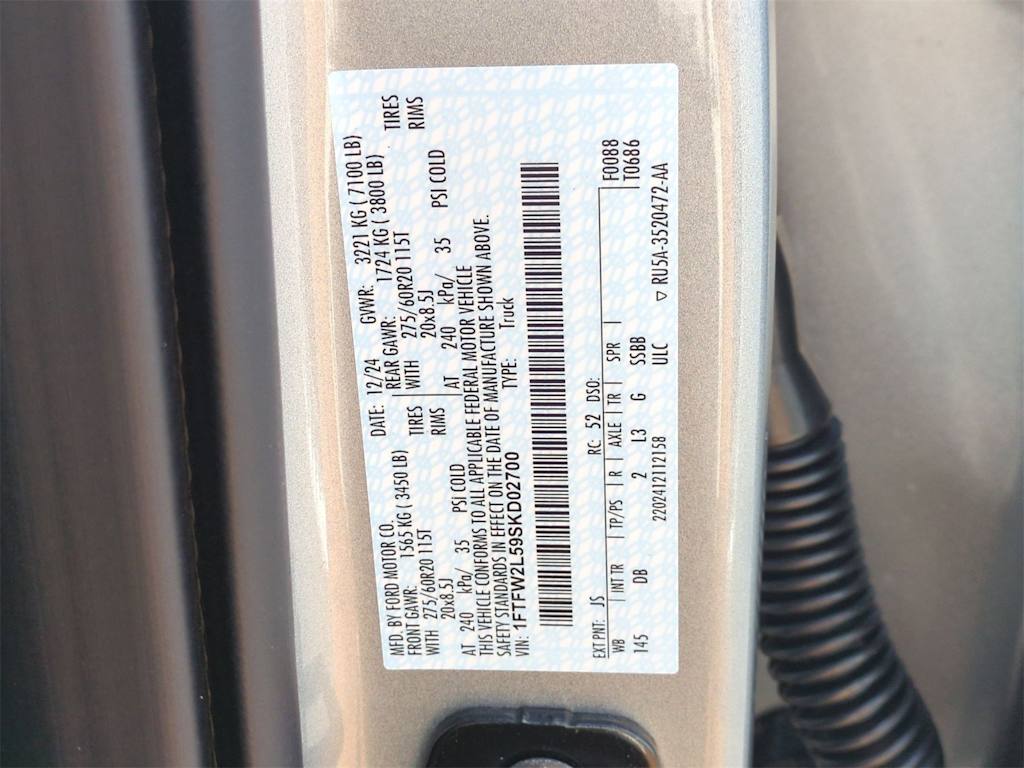 MFD. BY FORD MOTOR CO. DATE: 12/24 GVWR: 3221 KG ( 7100 LB)
FRONT GAWR: 1565 KG ( 3450 LB) REAR GAWR: 1724 KG ( 3800 LB)
WITH 275/60R20 115T TIRES WITH 275/60R20 115T TIRES
20x8.5J RIMS 20x8.5J RIMS
AT 240 kPa/ 35 PSI COLD AT 240 kPa/ 35 PSI COLD
THIS VEHICLE CONFORMS TO ALL APPLICABLE FEDERAL MOTOR VEHICLE
SAFETY STANDARDS IN EFFECT ON THE DATE OF MANUFACTURE SHOWN ABOVE.
VIN: 1FTFW2L59SKD02700 TYPE: Truck
EXT PNT: JS RC: 52 DSO: F0088
WB INT TR TP/PS R AXLE TR SPR T0686
145 DB 2 L3 G SSBB
22024121112158 ULC ▽ RU5A-3520472-AA